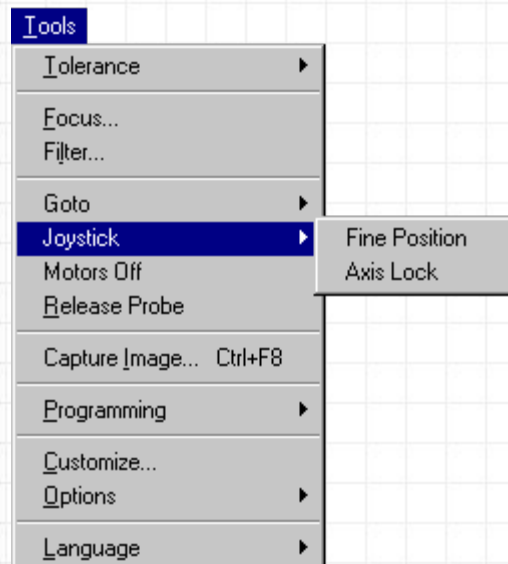 Tools
Tolerance
Focus...
Filter...
Goto
Joystick
Fine Position
Motors Off
Axis Lock
Release Probe
Capture Image... Ctrl+F8
Programming
Customize...
Options
Language